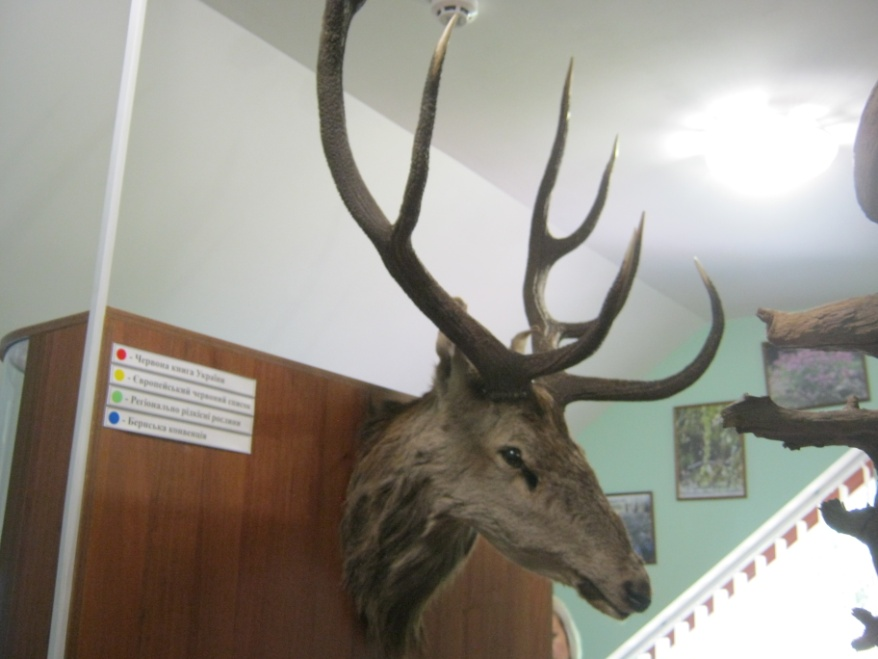 - Червона книга України
- Європейський червоний список
- Регіонально рідкісні рослини
- Бернська конвенція